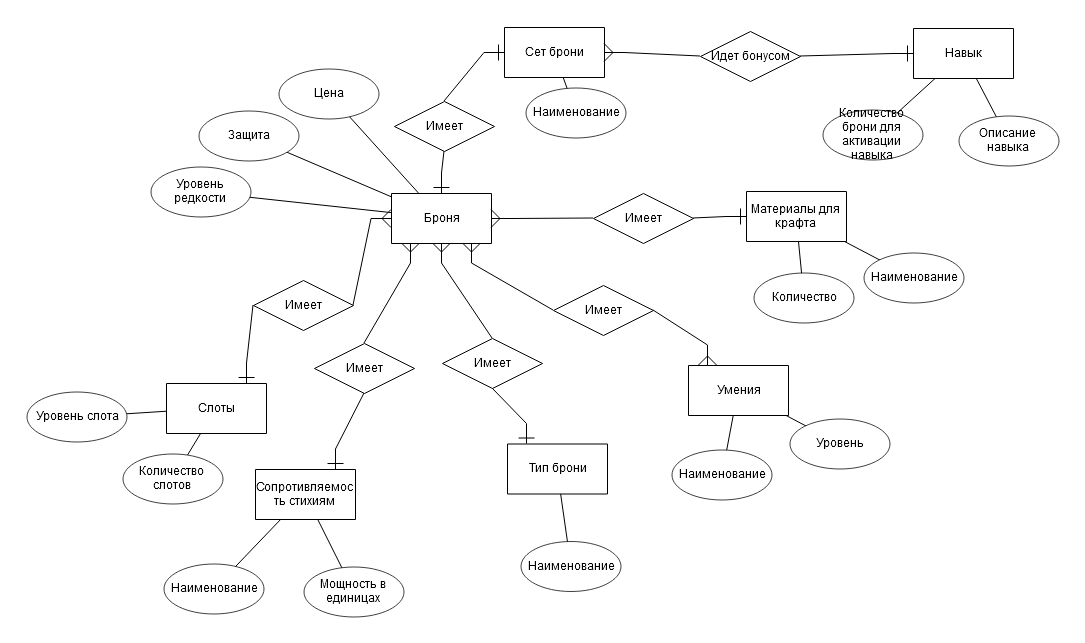 Сет брони
Идет бонусом
Навык
Цена
Наименование
Имеет
Количество
брони для
активации
навыка
Описание
навыка
Защита
Уровень
редкости
Броня
Имеет
Материалы для
крафта
Количество
Наименование
Имеет
Имеет
Имеет
Имеет
Слоты
Уровень слота
Количество
слотов
Умения
Наименование
Уровень
Сопротивляемос
ть стихиям
Тип брони
Наименование
Мощность в
единицах
Наименование